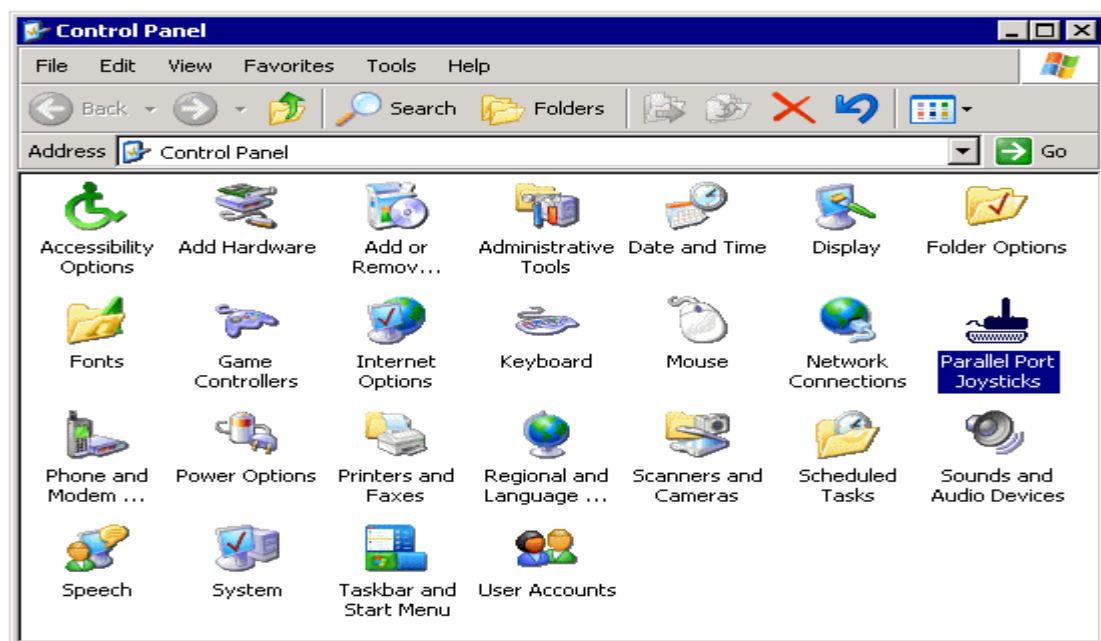 Control Panel
File Edit View Favorites Tools Help
Back Search Folders
Address Control Panel Go
Accessibility Options
Add Hardware
Add or Remov...
Administrative Tools
Date and Time
Display
Folder Options
Fonts
Game Controllers
Internet Options
Keyboard
Mouse
Network Connections
Parallel Port Joysticks
Phone and Modem ...
Power Options
Printers and Faxes
Regional and Language ...
Scanners and Cameras
Scheduled Tasks
Sounds and Audio Devices
Speech
System
Taskbar and Start Menu
User Accounts